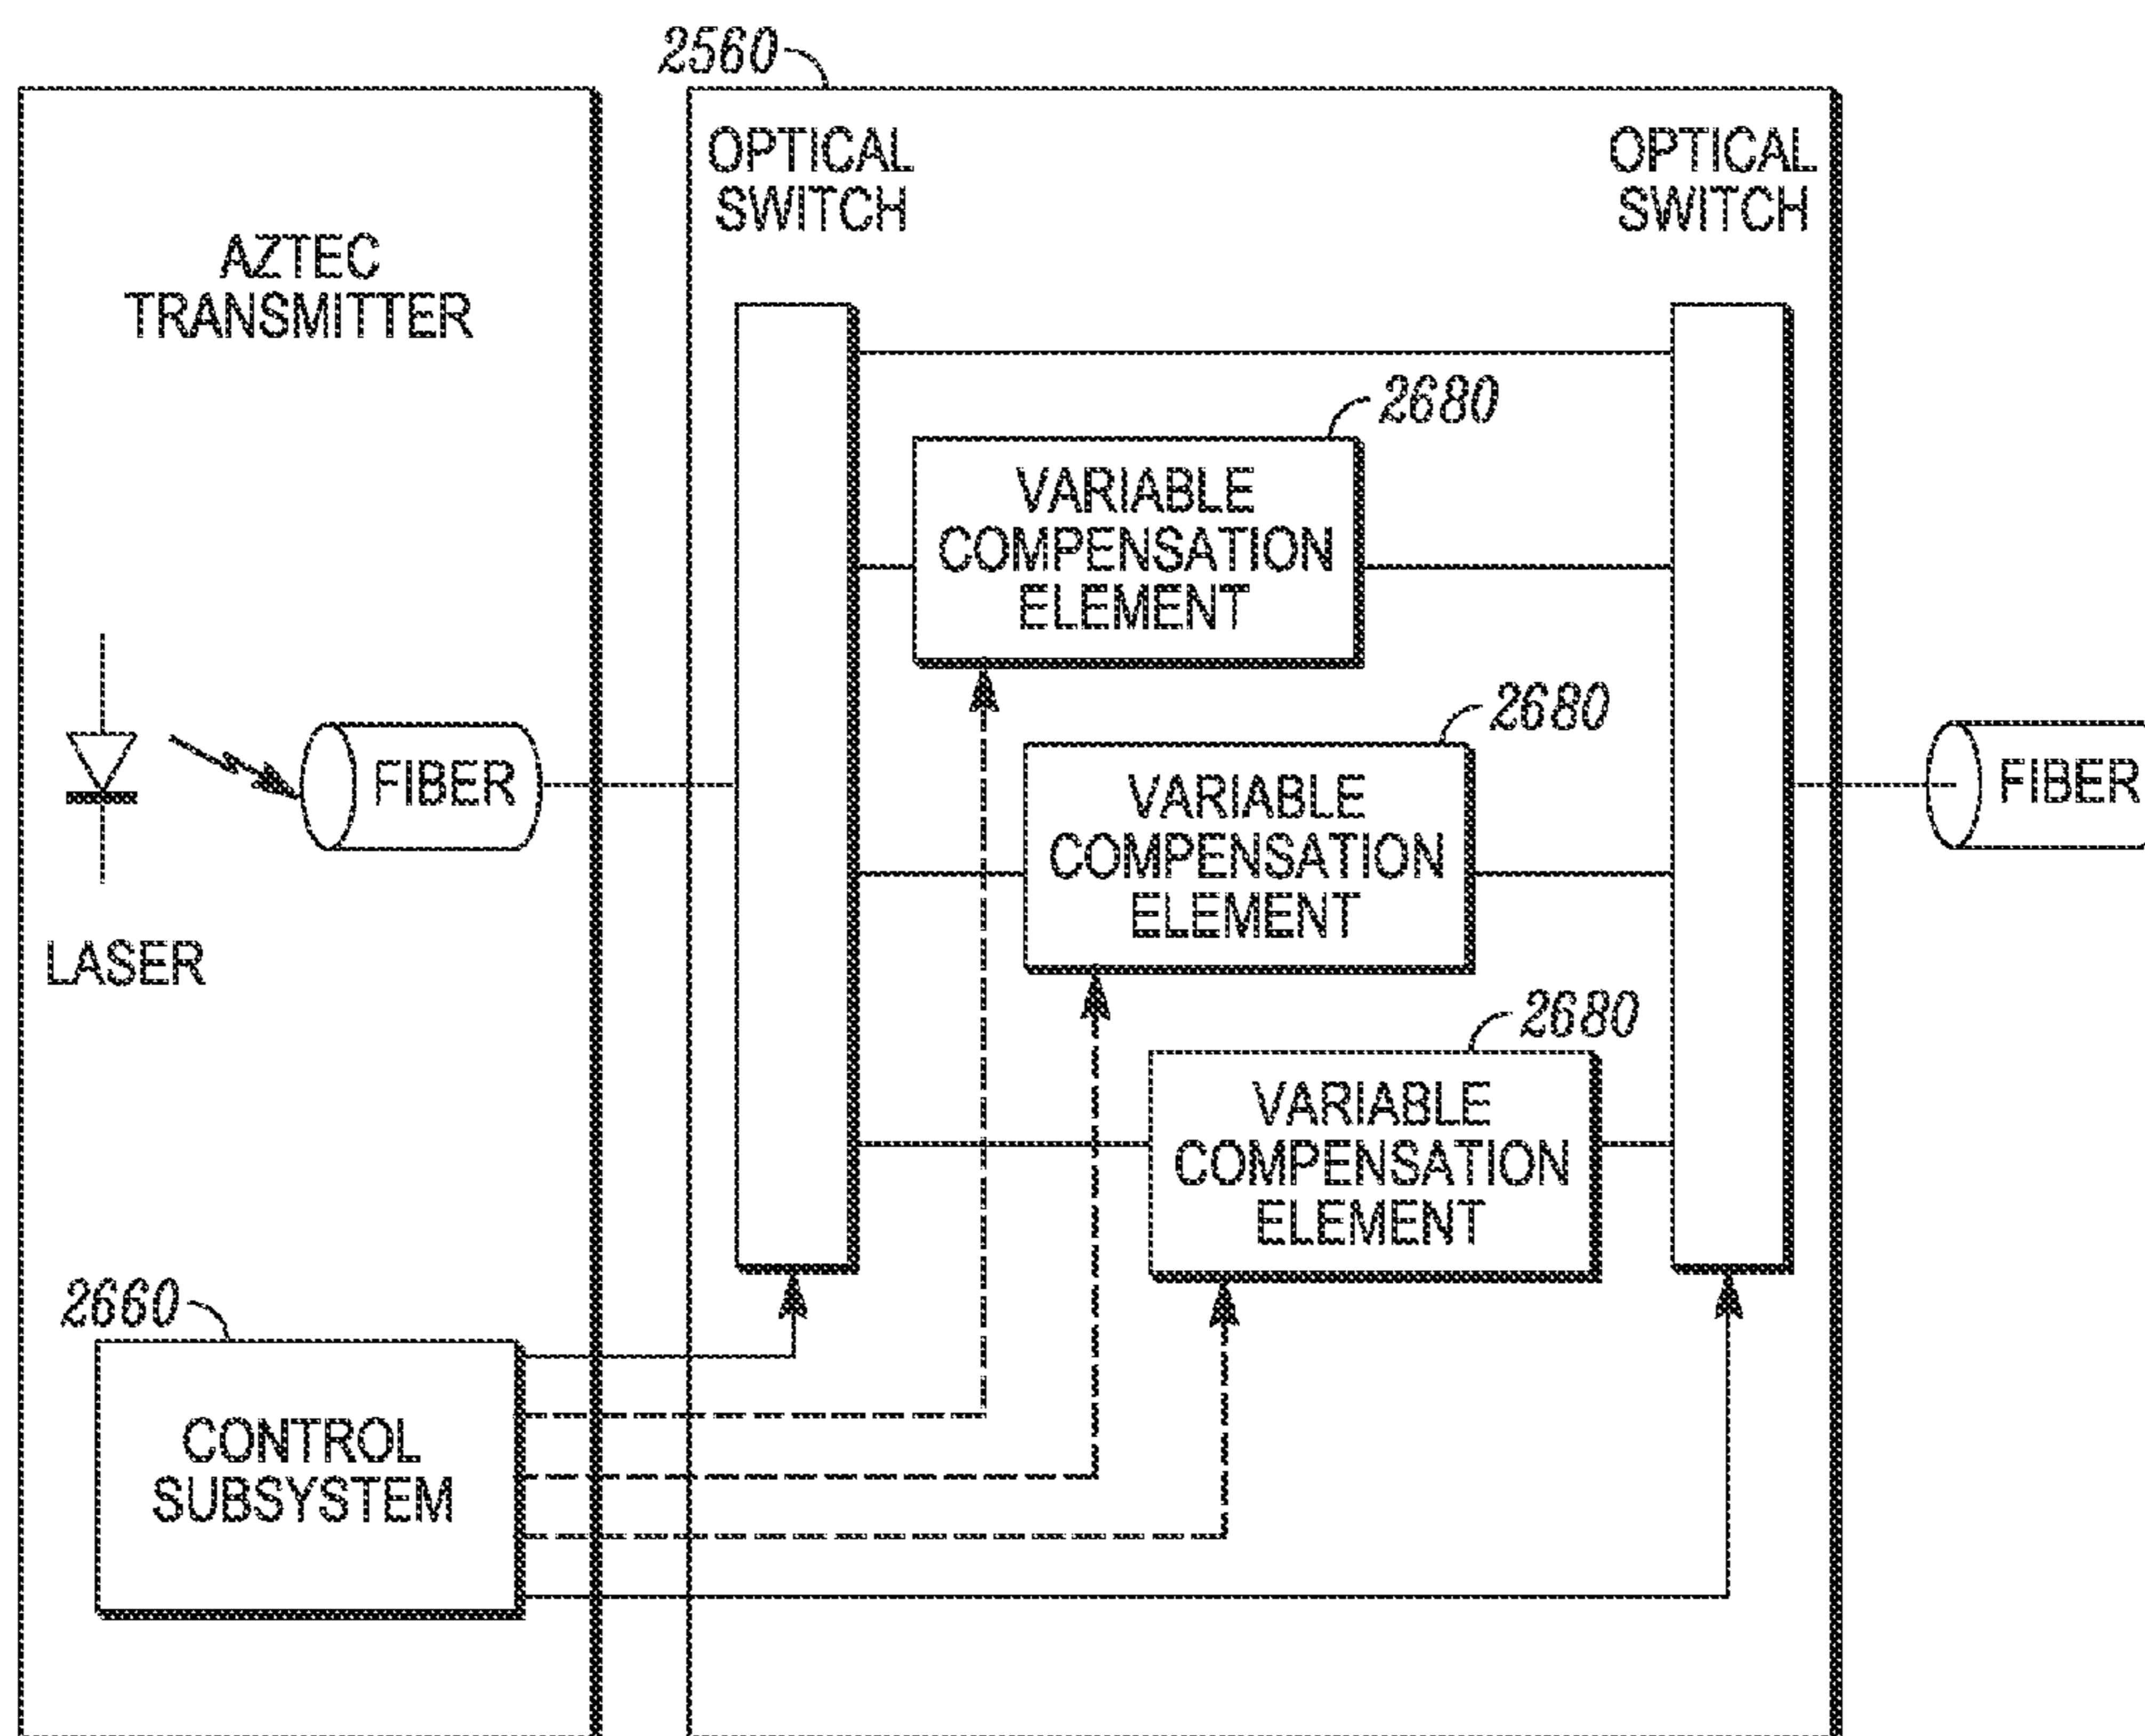 2560
OPTICAL
SWITCH
OPTICAL
SWITCH
AZTEC
TRANSMITTER
2680
VARIABLE
COMPENSATION
ELEMENT
2680
VARIABLE
COMPENSATION
ELEMENT
2680
VARIABLE
COMPENSATION
ELEMENT
FIBER
FIBER
LASER
2660
CONTROL
SUBSYSTEM